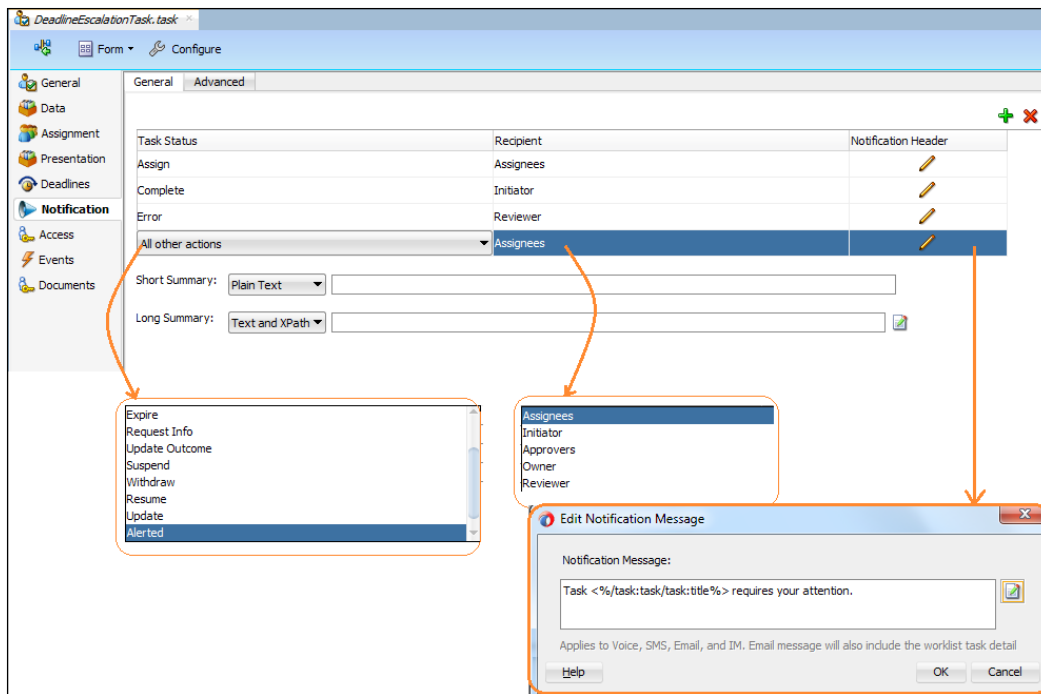 DeadlineEscalationTask.task
Form
Configure
General
Data
Assignment
Presentation
Deadlines
Notification
Access
Events
Documents
General Advanced
Task Status Recipient Notification Header
Assign Assignees
Complete Initiator
Error Reviewer
All other actions Assignees
Short Summary: Plain Text
Long Summary: Text and XPath
Expire
Request Info
Update Outcome
Suspend
Withdraw
Resume
Update
Alerted
Assignees
Initiator
Approvers
Owner
Reviewer
Edit Notification Message
Notification Message:
Task <%/task:task/task:title%> requires your attention.
Applies to Voice, SMS, Email, and IM. Email message will also include the worklist task detail
Help OK Cancel